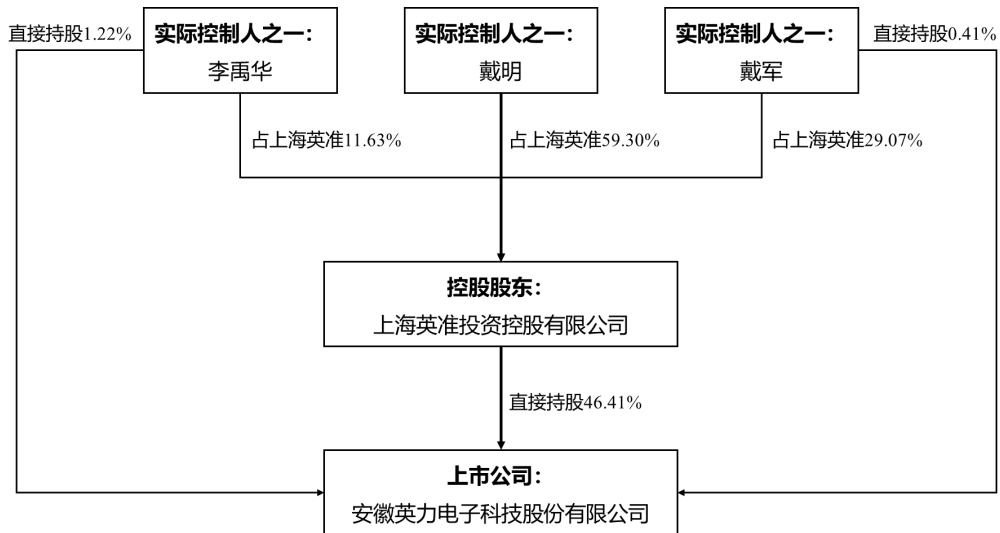 直接持股1.22%
实际控制人之一：
李禹华
实际控制人之一：
戴明
实际控制人之一：
戴军
直接持股0.41%
占上海英准11.63%
占上海英准59.30%
占上海英准29.07%
控股股东：
上海英准投资控股有限公司
直接持股46.41%
上市公司：
安徽英力电子科技股份有限公司